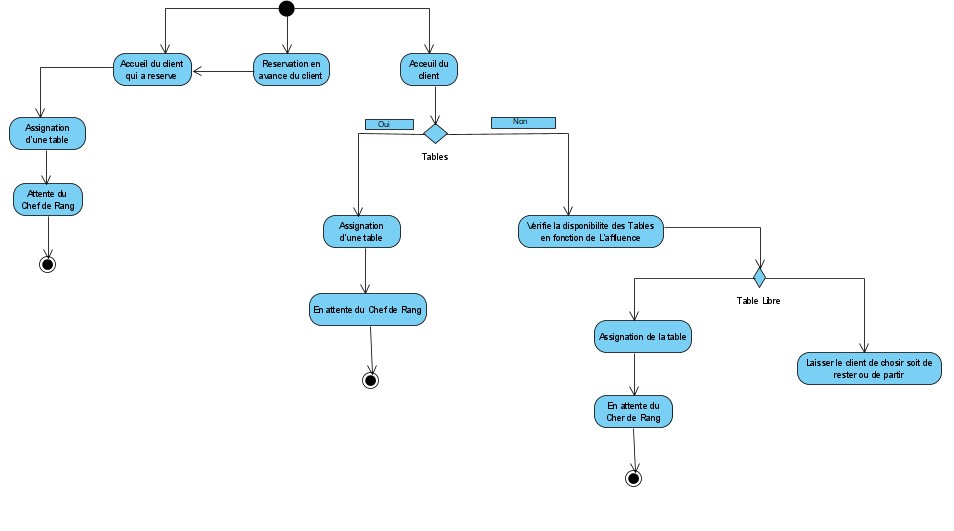 Accueil du client
qui a reserve
Reservation en
avance du client
Acceuil du
client
Assignation
d'une table
Oui
Non
Tables
Attente du
Chef de Rang
Assignation
d'une table
Vérifie la disponibilite des Tables
en fonction de L'affluence
En attente du Chef de Rang
Table Libre
Assignation de la table
Laisser le client de chosir soit de
rester ou de partir
En attente du
Cher de Rang